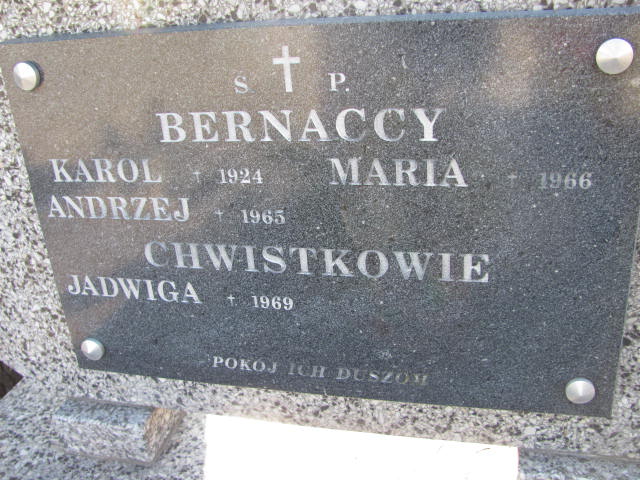 Ś † P.
BERNACCY
KAROL † 1924 MARIA † 1966
ANDRZEJ † 1965
CHWISTKOWIE
JADWIGA † 1969
POKÓJ ICH DUSZOM